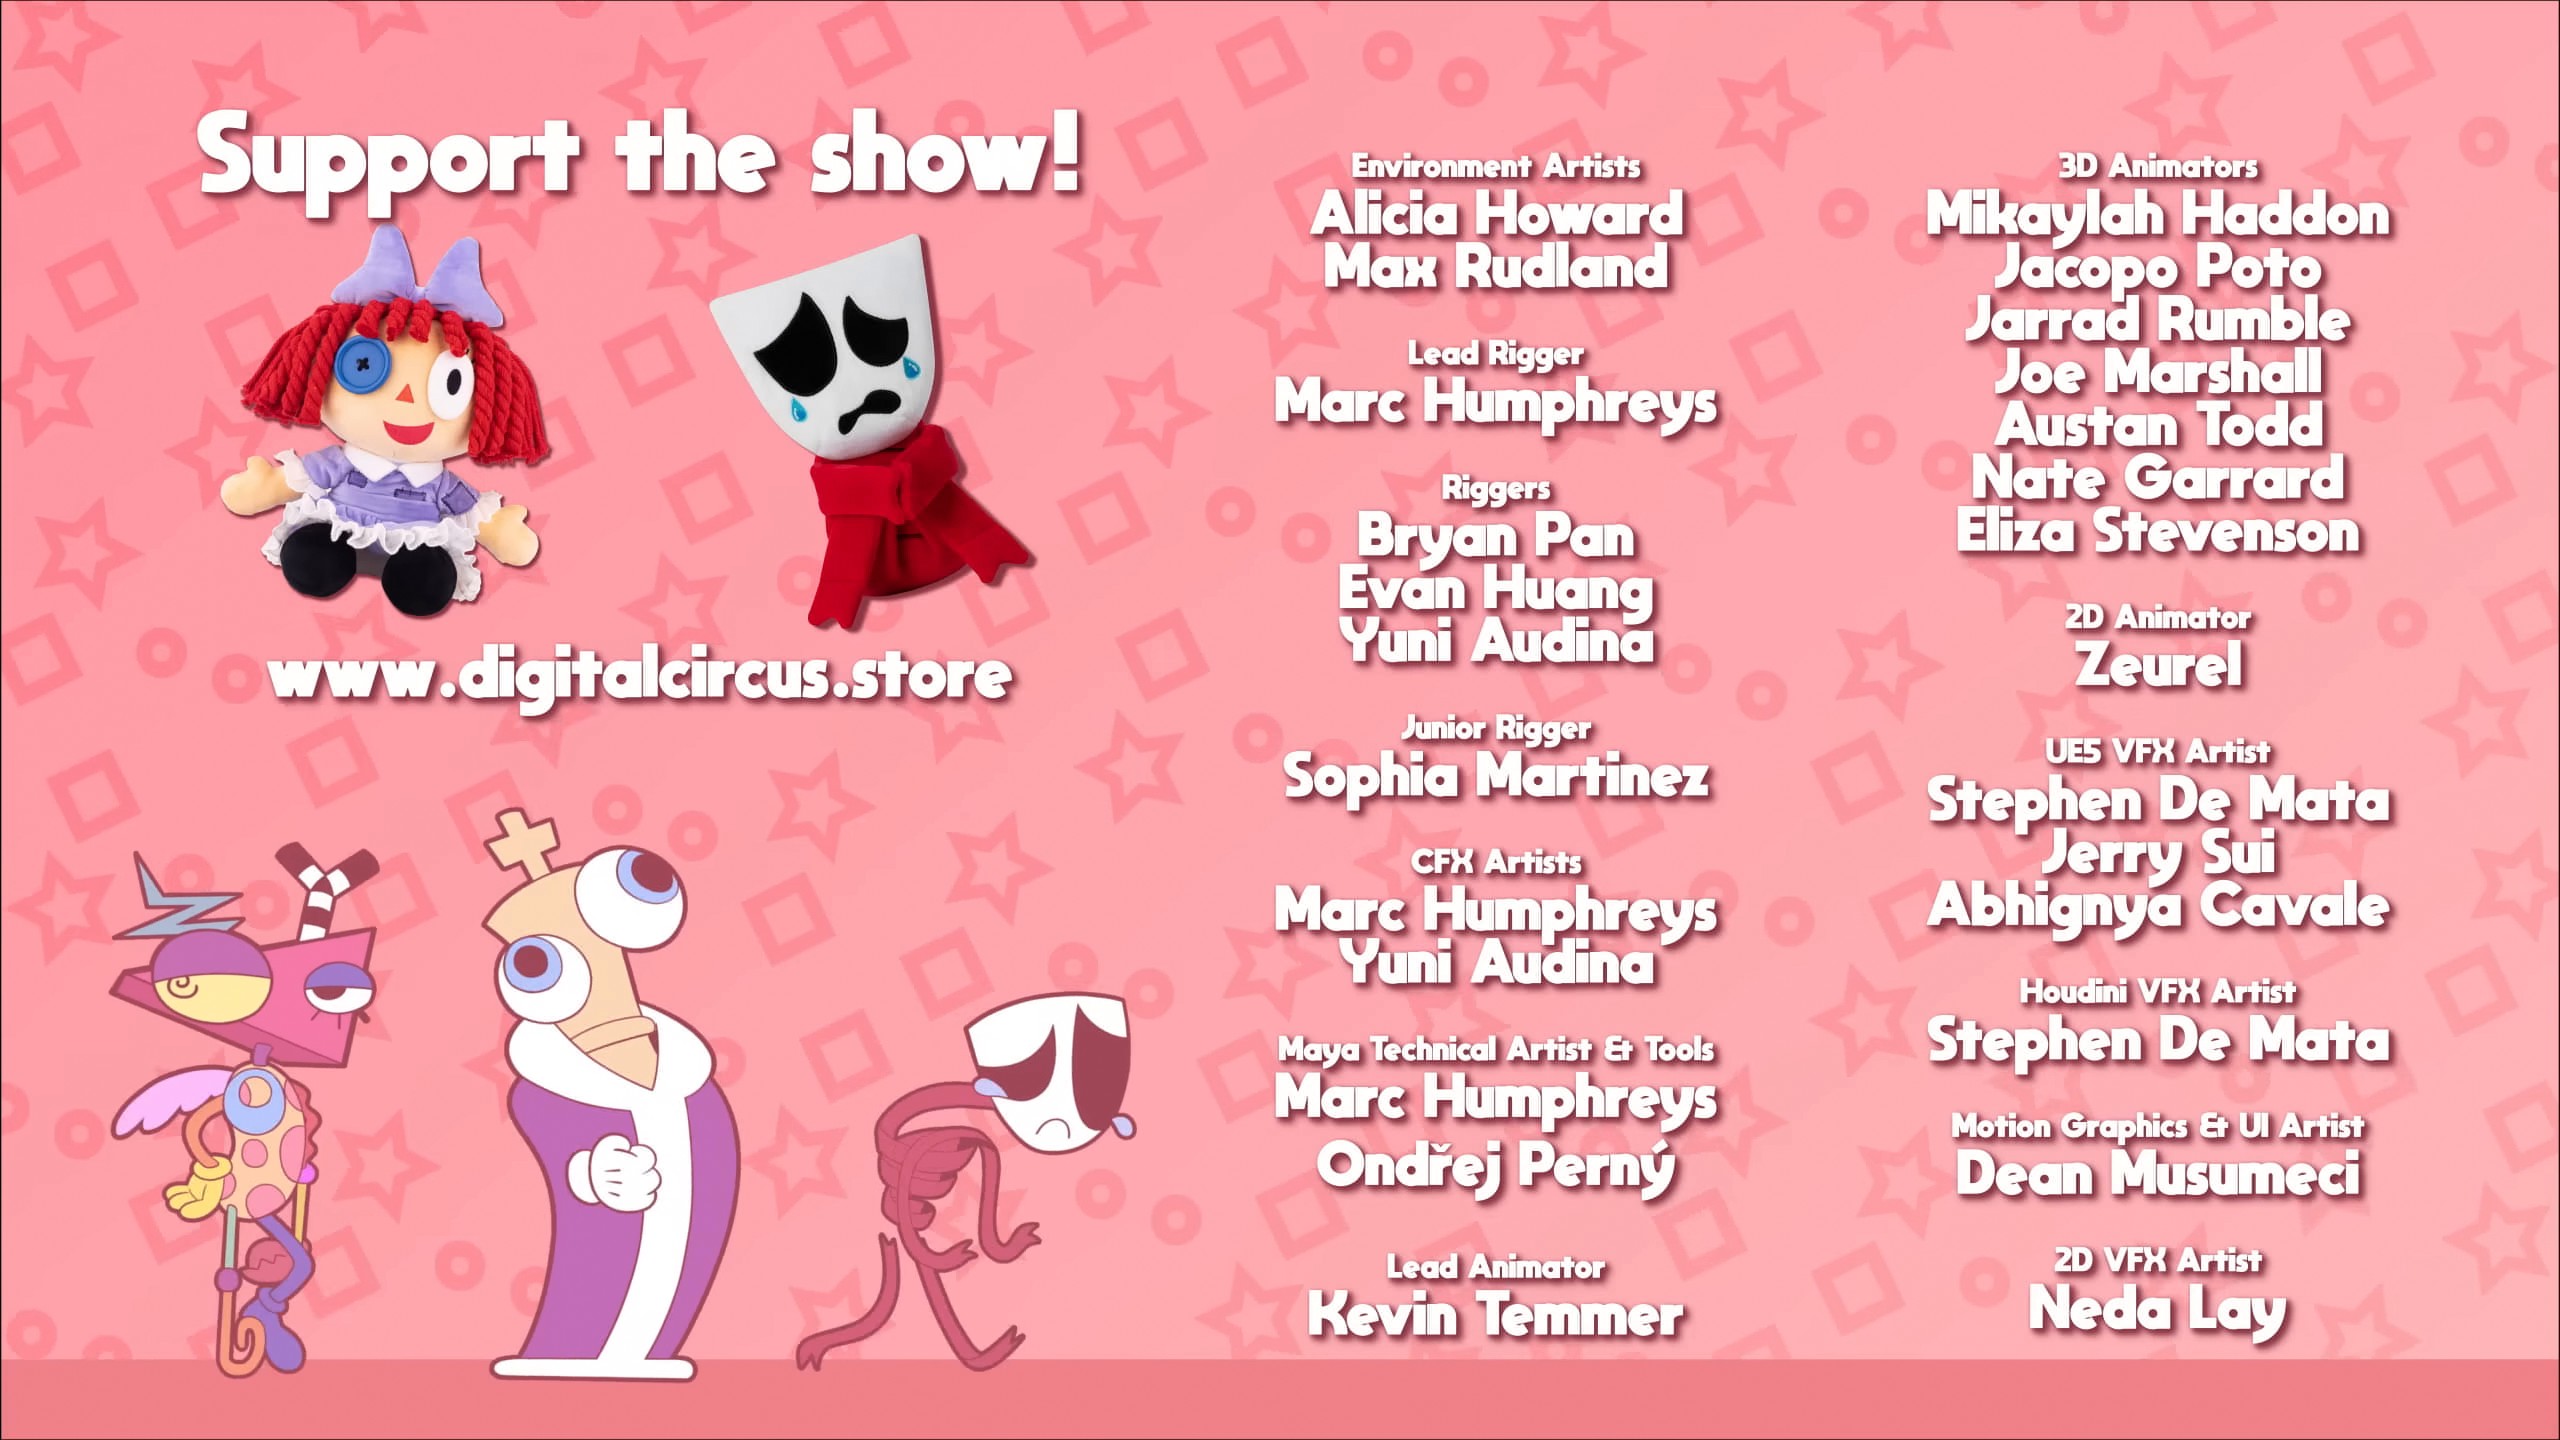 Support the show!
www.digitalcircus.store
Environment Artists
Alicia Howard
Max Rudland
Lead Rigger
Marc Humphreys
Riggers
Bryan Pan
Evan Huang
Yuni Audina
Junior Rigger
Sophia Martinez
CFX Artists
Marc Humphreys
Yuni Audina
Maya Technical Artist & Tools
Marc Humphreys
Ondřej Perný
Lead Animator
Kevin Temmer
3D Animators
Mikaylah Haddon
Jacopo Poto
Jarrad Rumble
Joe Marshall
Austan Todd
Nate Garrard
Eliza Stevenson
2D Animator
Zeurel
UE5 VFX Artist
Stephen De Mata
Jerry Sui
Abhignya Cavale
Houdini VFX Artist
Stephen De Mata
Motion Graphics & UI Artist
Dean Musumeci
2D VFX Artist
Neda Lay